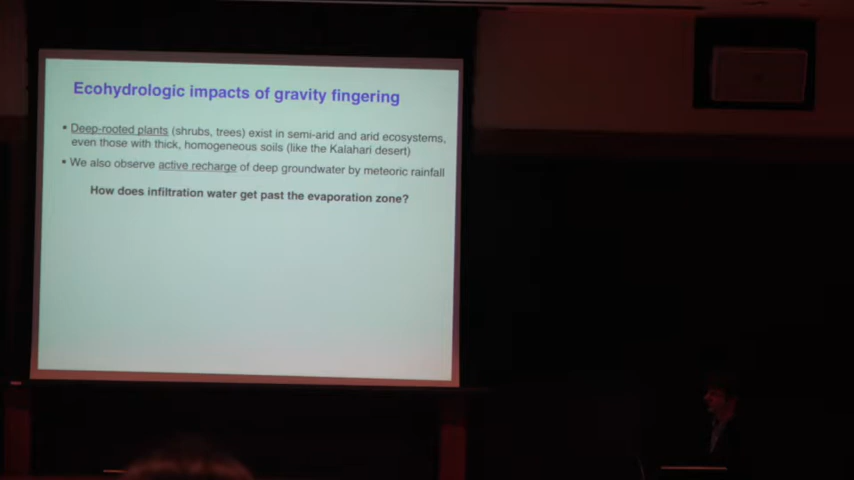 Ecohydrologic impacts of gravity fingering
▪ Deep-rooted plants (shrubs, trees) exist in semi-arid and arid ecosystems,
even those with thick, homogeneous soils (like the Kalahari desert)
▪ We also observe active recharge of deep groundwater by meteoric rainfall
How does infiltration water get past the evaporation zone?